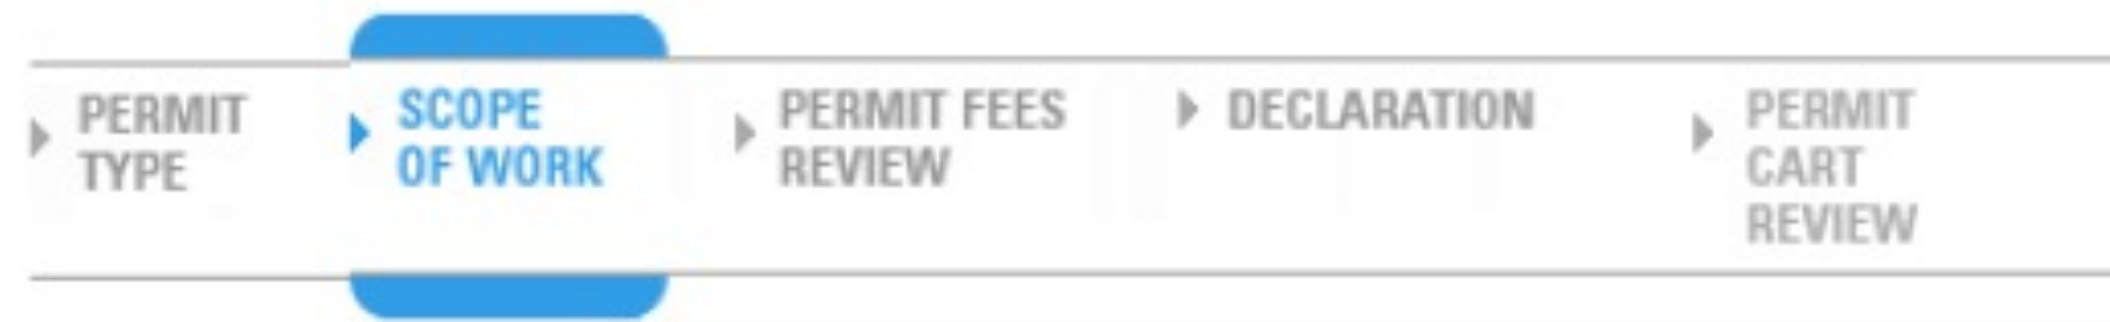 PERMIT
TYPE
SCOPE
OF WORK
PERMIT FEES
REVIEW
DECLARATION
PERMIT
CART
REVIEW